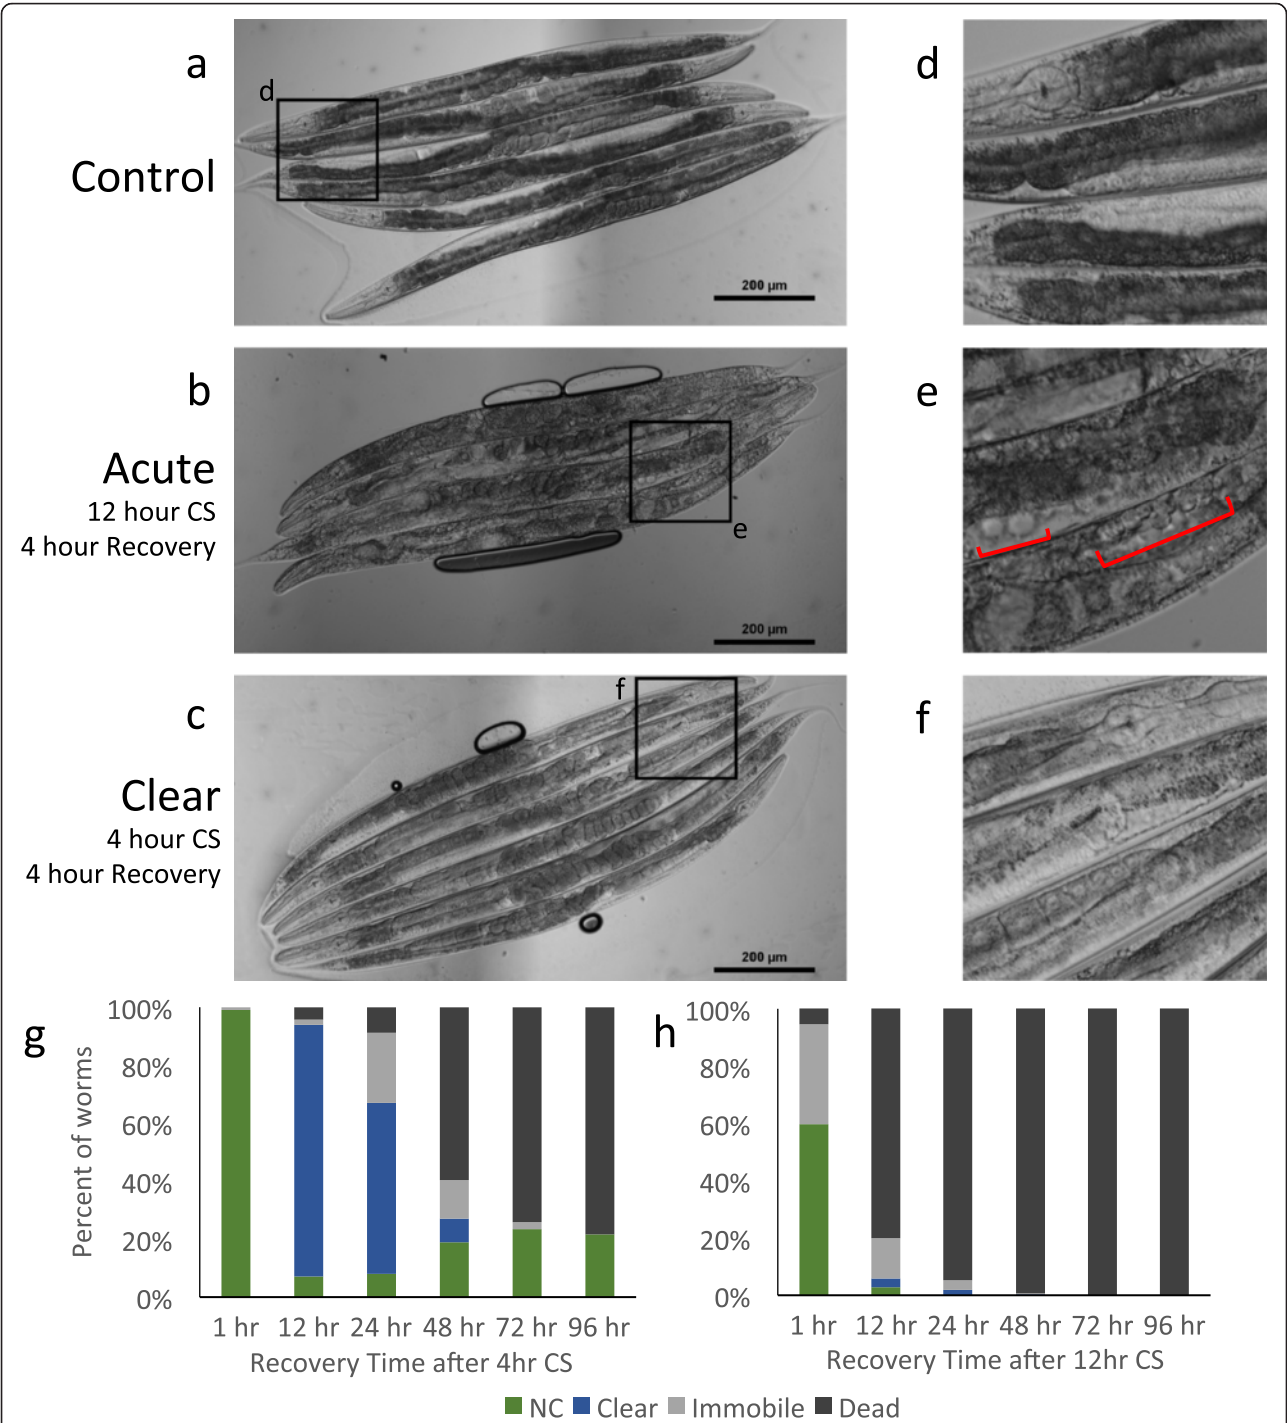 a
d
Control
200 µm
d
b
Acute
12 hour CS
4 hour Recovery
e
200 µm
e
c
f
Clear
4 hour CS
4 hour Recovery
200 µm
f
g
Percent of worms
100%
80%
60%
40%
20%
0%
1 hr 12 hr 24 hr 48 hr 72 hr 96 hr
Recovery Time after 4hr CS
h
100%
80%
60%
40%
20%
0%
1 hr 12 hr 24 hr 48 hr 72 hr 96 hr
Recovery Time after 12hr CS
NC Clear Immobile Dead